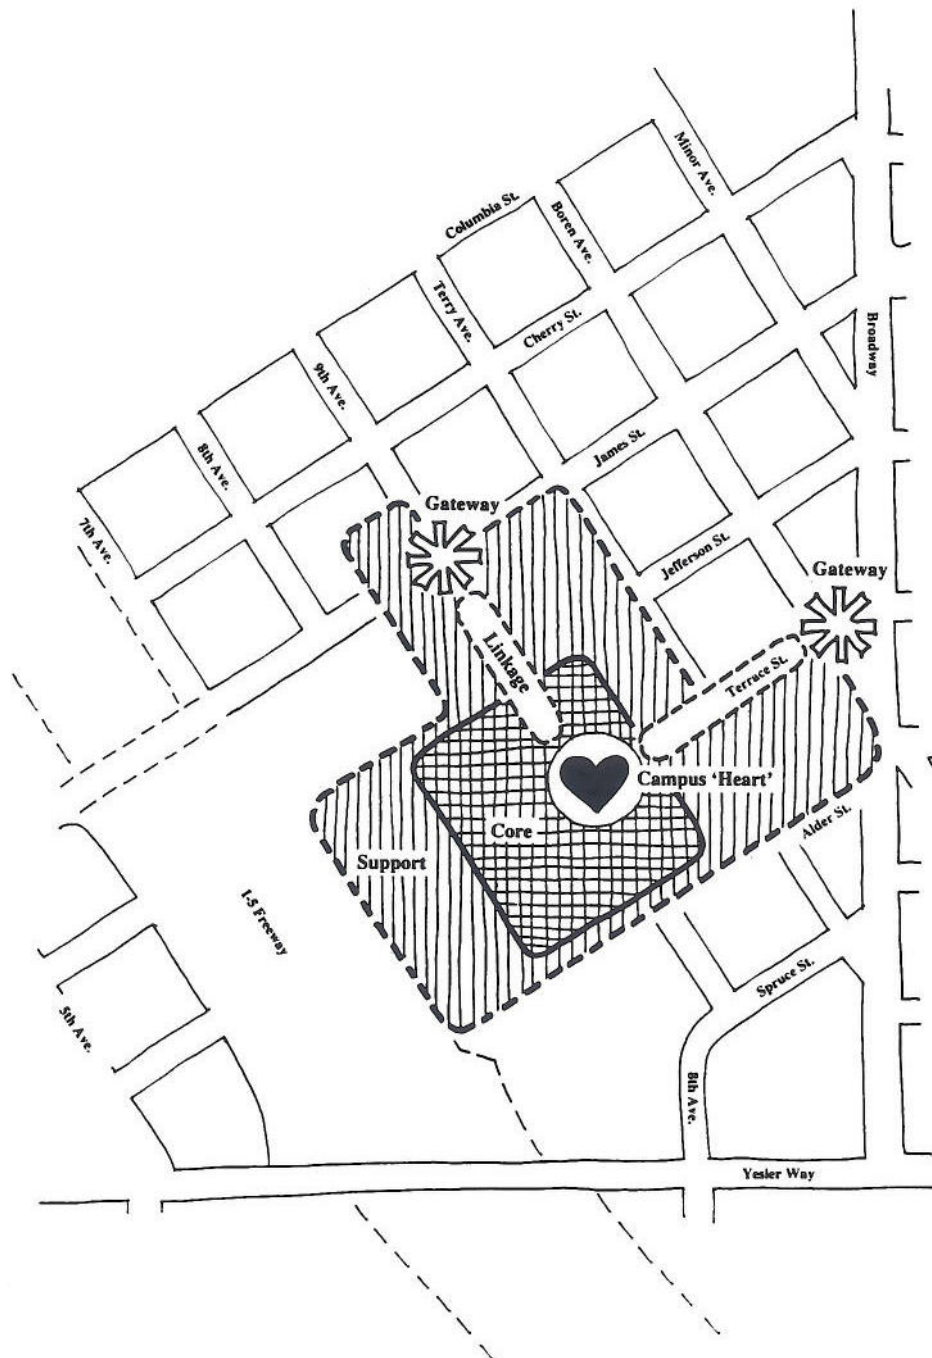 Minor Ave.
Columbia St.
Boren Ave.
Terry Ave.
Cherry St.
Broadway
9th Ave.
8th Ave.
James St.
7th Ave.
Gateway
Jefferson St.
Gateway
Linkage
Terrace St.
Campus 'Heart'
Core
Alder St.
Support
I-5 Freeway
Spruce St.
5th Ave.
8th Ave.
Yesler Way